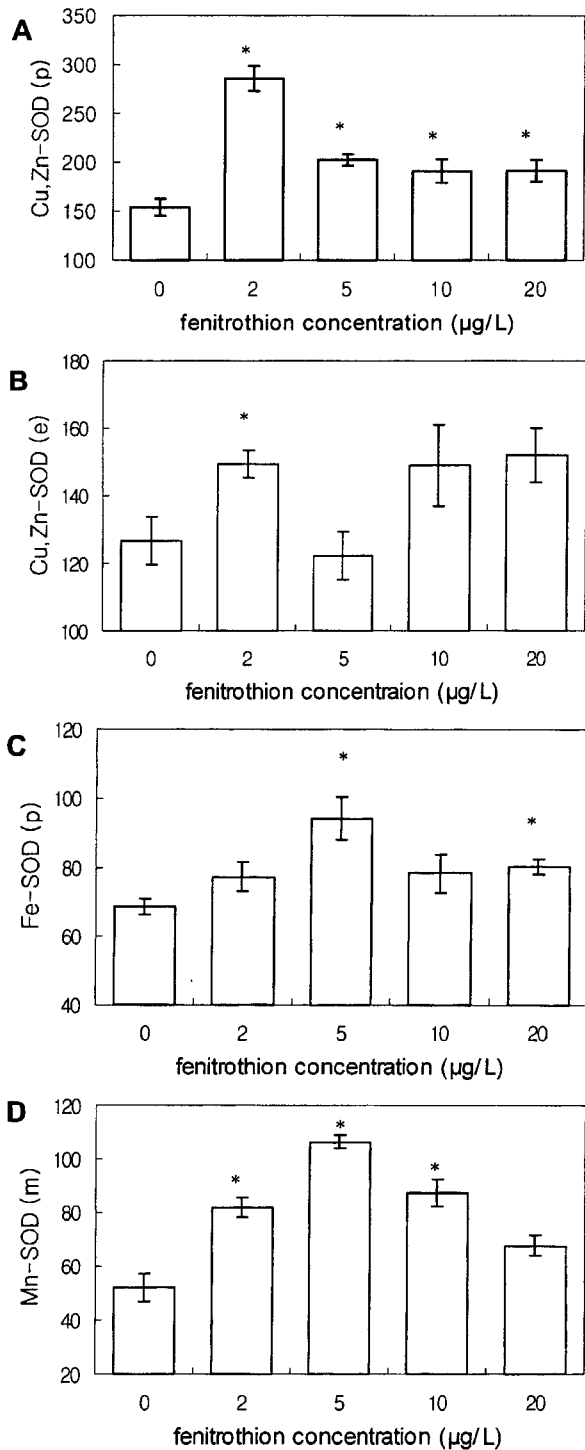 A
Cu,Zn-SOD (p)
350
300
250
200
150
100
*
*
*
*
0 2 5 10 20
fenitrothion concentration (µg/L)
B
Cu,Zn-SOD (e)
180
160
140
120
100
*
0 2 5 10 20
fenitrothion concentraion (µg/L)
C
Fe-SOD (p)
120
100
80
60
40
*
*
0 2 5 10 20
fenitrothion concentration (µg/L)
D
Mn-SOD (m)
120
100
80
60
40
20
*
*
*
0 2 5 10 20
fenitrothion concentration (µg/L)